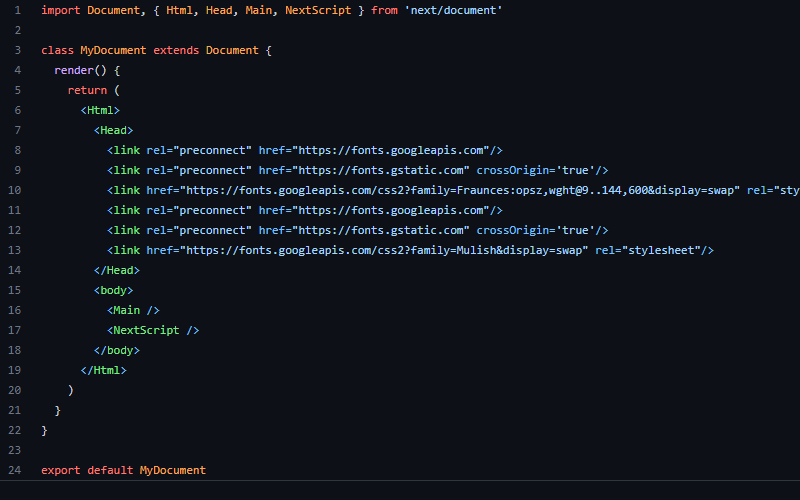 1 import Document, { Html, Head, Main, NextScript } from 'next/document'
2
3 class MyDocument extends Document {
4   render() {
5     return (
6       <Html>
7         <Head>
8           <link rel="preconnect" href="https://fonts.googleapis.com"/>
9           <link rel="preconnect" href="https://fonts.gstatic.com" crossOrigin='true'/>
10           <link href="https://fonts.googleapis.com/css2?family=Fraunces:opsz,wght@9..144,600&display=swap" rel="sty
11           <link rel="preconnect" href="https://fonts.googleapis.com"/>
12           <link rel="preconnect" href="https://fonts.gstatic.com" crossOrigin='true'/>
13           <link href="https://fonts.googleapis.com/css2?family=Mulish&display=swap" rel="stylesheet"/>
14         </Head>
15         <body>
16           <Main />
17           <NextScript />
18         </body>
19       </Html>
20     )
21   }
22 }
23
24 export default MyDocument